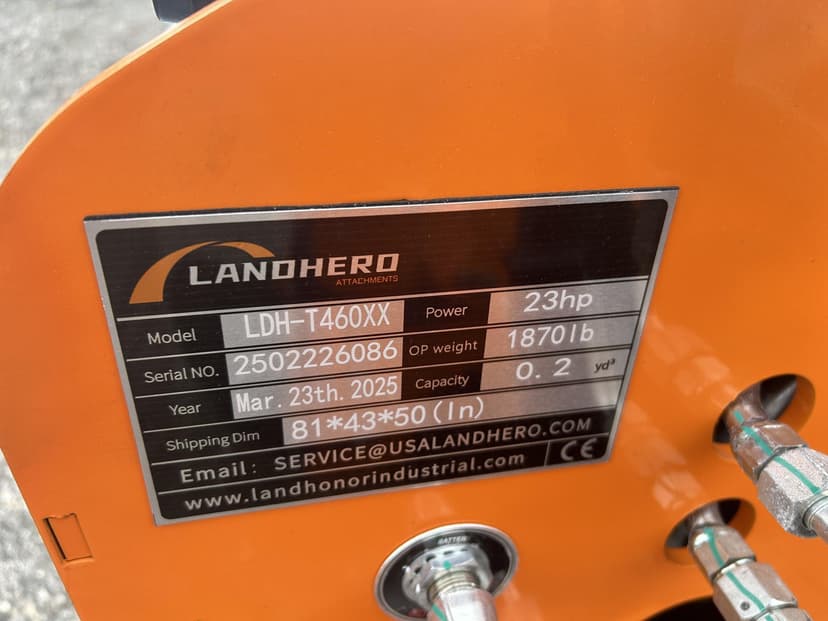 LANDHERO
ATTACHMENTS
Model LDH-T460XX Power 23hp
Serial NO. 2502226086 OP weight 1870lb
Year Mar. 23th. 2025 Capacity 0.2 yd³
Shipping Dim 81*43*50(In)
Email: SERVICE@USALANDHERO.COM
www.landhonorindustrial.com CE